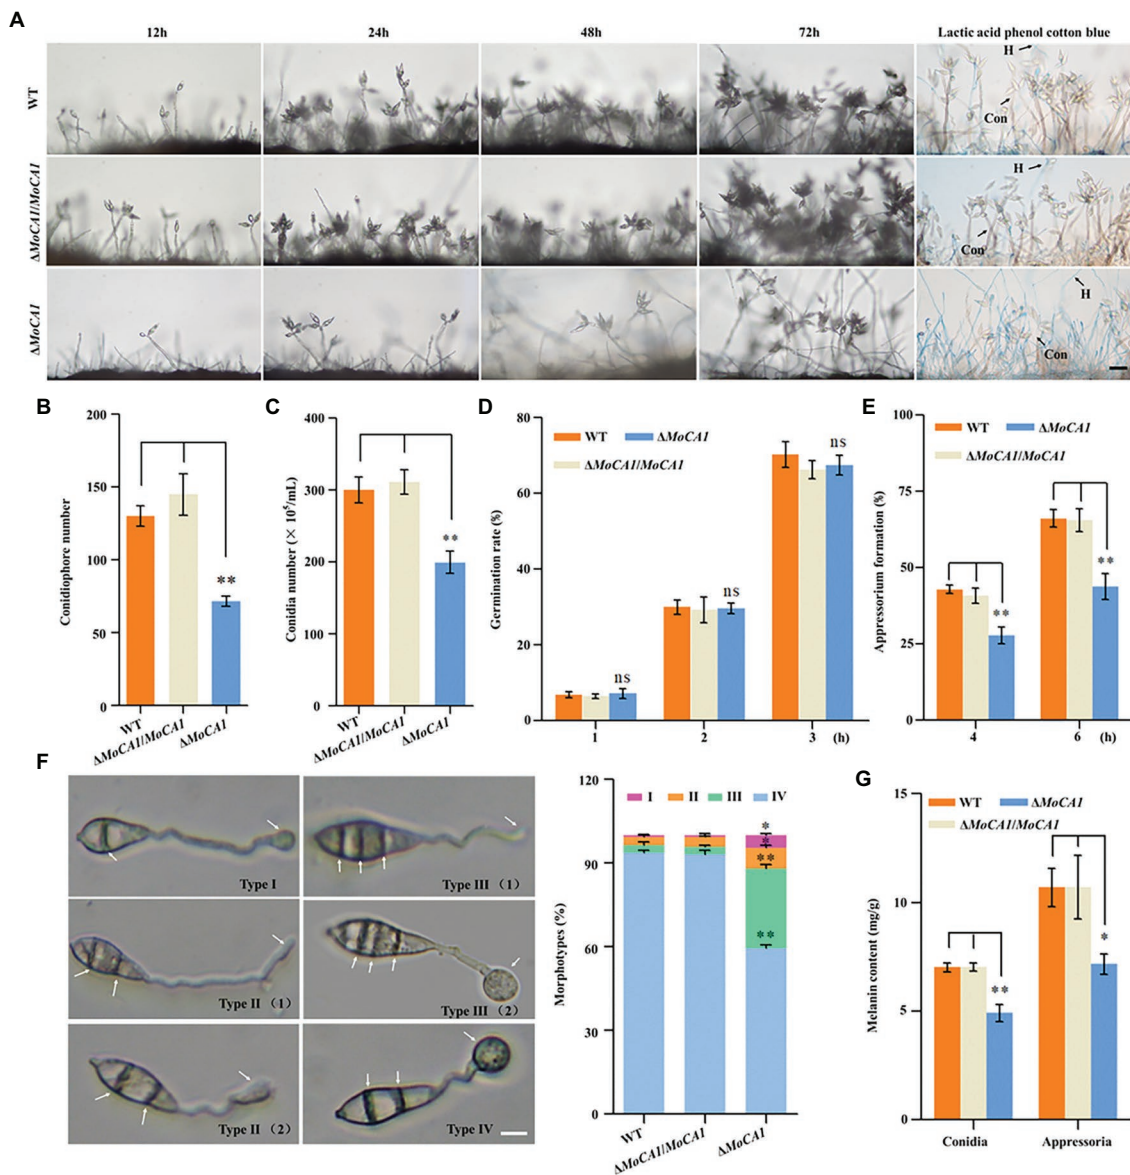 A
12h 24h 48h 72h Lactic acid phenol cotton blue
WT
H
Con
ΔMoCA1/MoCA1
H
Con
ΔMoCA1
H
Con
B
Conidiophore number
200
150
100
50
0
**
WT
ΔMoCA1/MoCA1
ΔMoCA1
C
Conidia number (× 10⁵/mL)
400
300
200
100
0
**
WT
ΔMoCA1/MoCA1
ΔMoCA1
D
Germination rate (%)
80
60
40
20
0
WT ΔMoCA1
ΔMoCA1/MoCA1
ns
ns
ns
1 2 3 (h)
E
Appressorium formation (%)
100
75
50
25
0
WT ΔMoCA1
ΔMoCA1/MoCA1
**
**
4 6 (h)
F
Type I
Type III (1)
Type II (1)
Type III (2)
Type II (2)
Type IV
Morphotypes (%)
120
90
60
30
0
I II III IV
*
*
**
**
WT
ΔMoCA1/MoCA1
ΔMoCA1
G
Melanin content (mg/g)
15
10
5
0
WT ΔMoCA1
ΔMoCA1/MoCA1
**
*
Conidia Appressoria